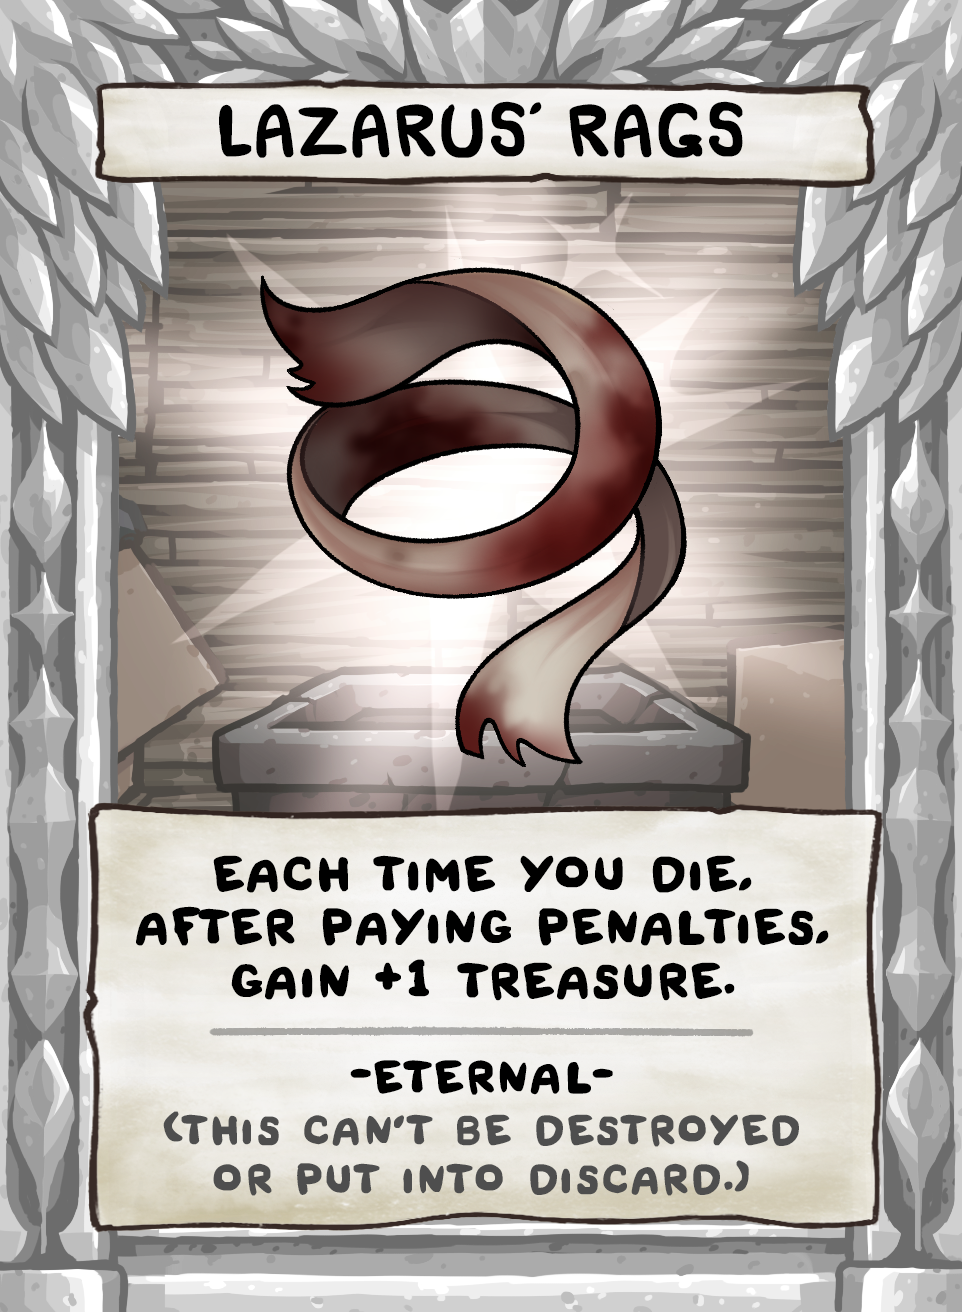 LAZARUS' RAGS
EACH TIME YOU DIE,
AFTER PAYING PENALTIES,
GAIN +1 TREASURE.
-ETERNAL-
(THIS CAN'T BE DESTROYED
OR PUT INTO DISCARD.)